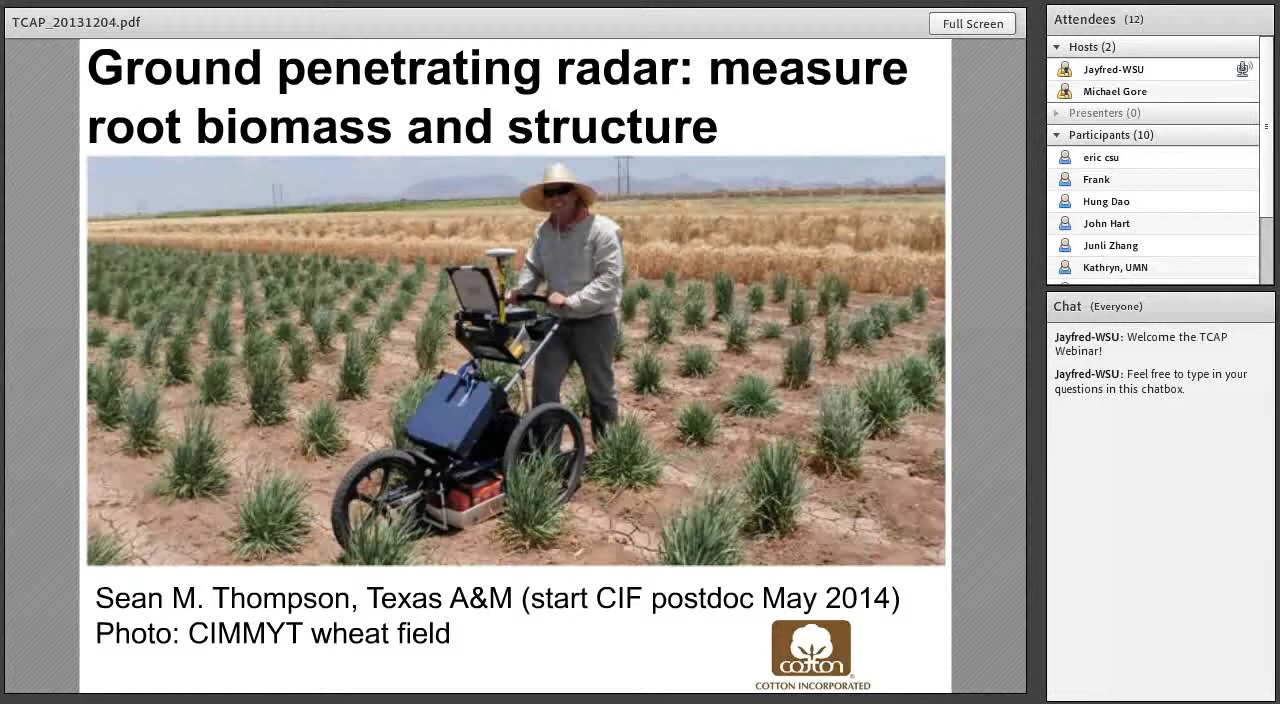 TCAP_20131204.pdf
Full Screen
Ground penetrating radar: measure
root biomass and structure
Sean M. Thompson, Texas A&M (start CIF postdoc May 2014)
Photo: CIMMYT wheat field
cotton
®
COTTON INCORPORATED
Attendees (12)
Hosts (2)
Jayfred-WSU
Michael Gore
Presenters (0)
Participants (10)
eric csu
Frank
Hung Dao
John Hart
Junli Zhang
Kathryn, UMN
Chat (Everyone)
Jayfred-WSU: Welcome the TCAP
Webinar!
Jayfred-WSU: Feel free to type in your
questions in this chatbox.